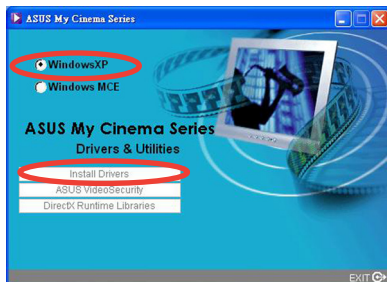 ASUS My Cinema Series
WindowsXP
Windows MCE
ASUS My Cinema Series
Drivers & Utilities
Install Drivers
ASUS VideoSecurity
DirectX Runtime Libraries
EXIT